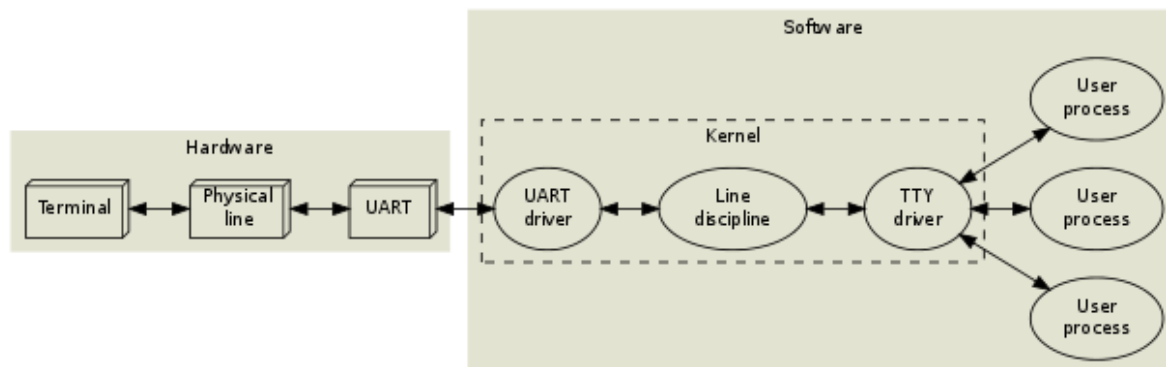 Software
User
process
Kernel
Hardware
Terminal
Physical
line
UART
UART
driver
Line
discipline
TTY
driver
User
process
User
process